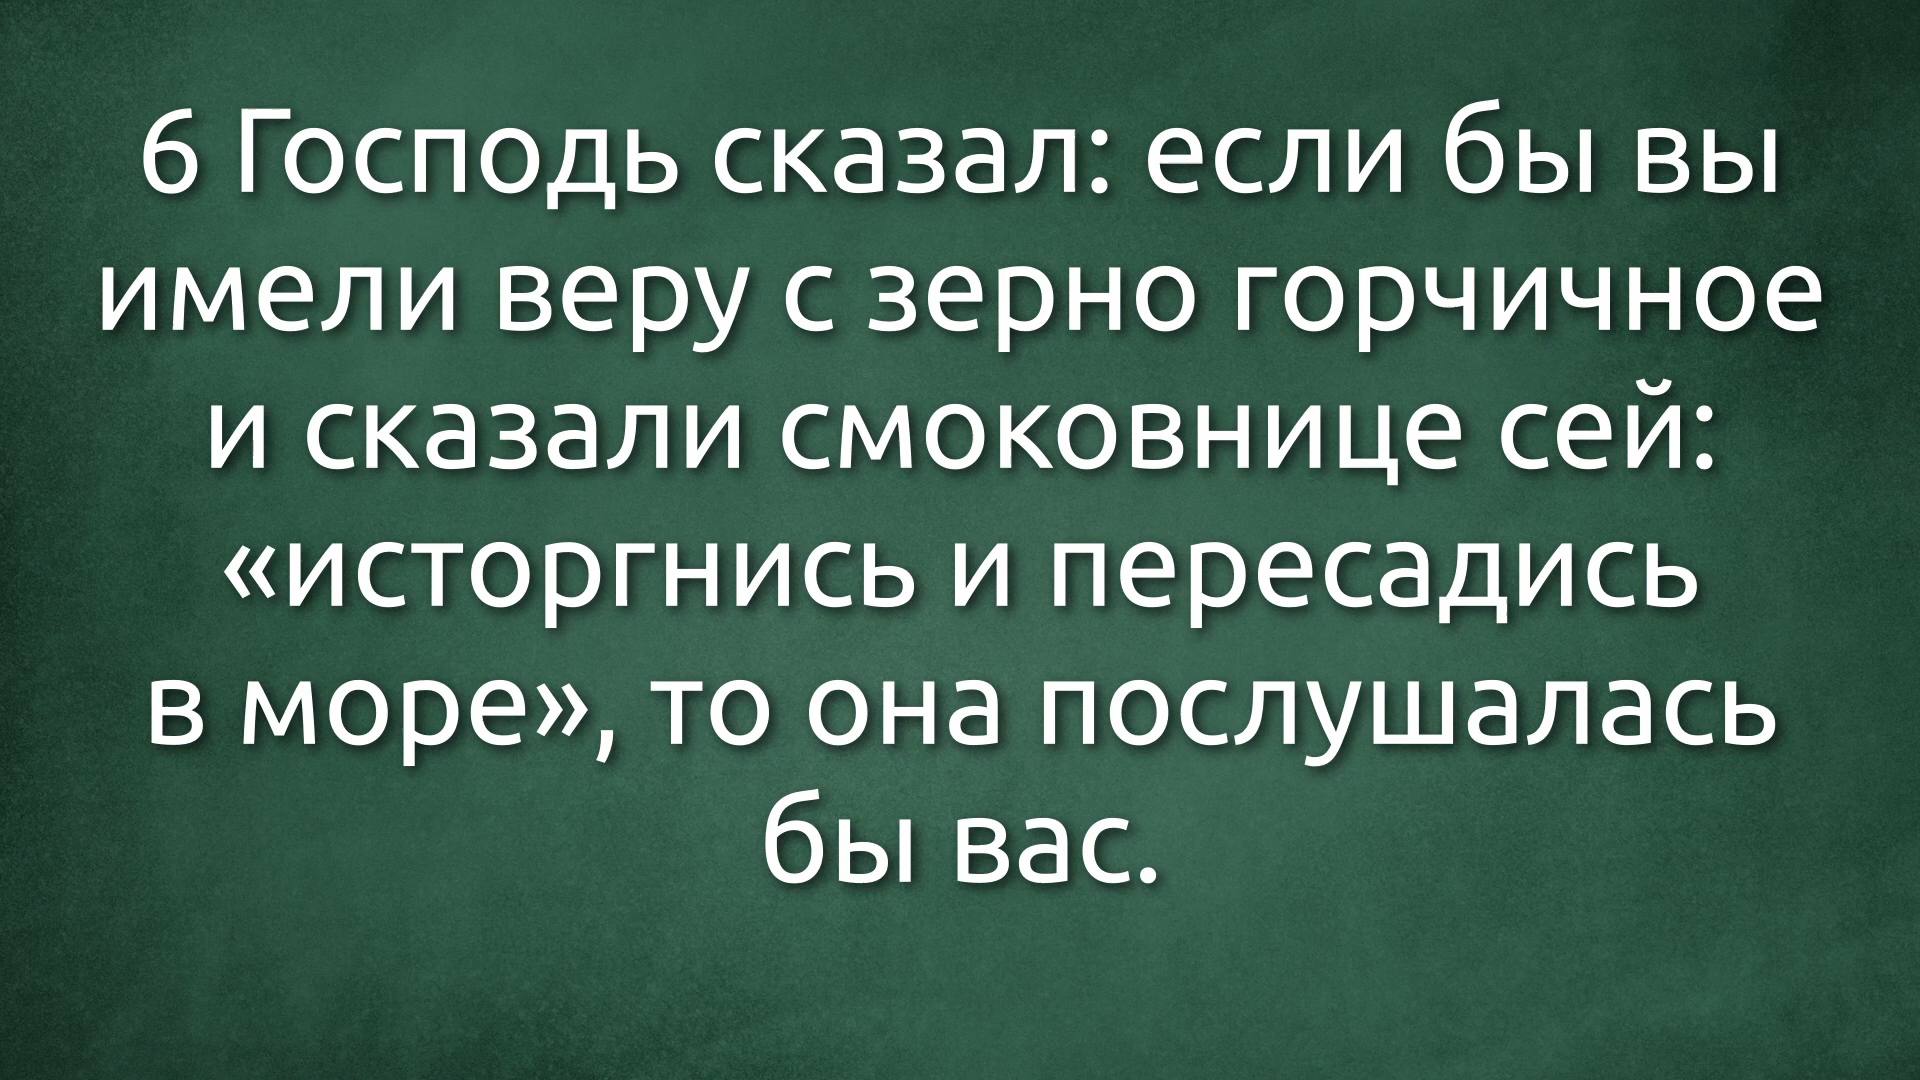 6 Господь сказал: если бы вы
имели веру с зерно горчичное
и сказали смоковнице сей:
«исторгнись и пересадись
в море», то она послушалась
бы вас.